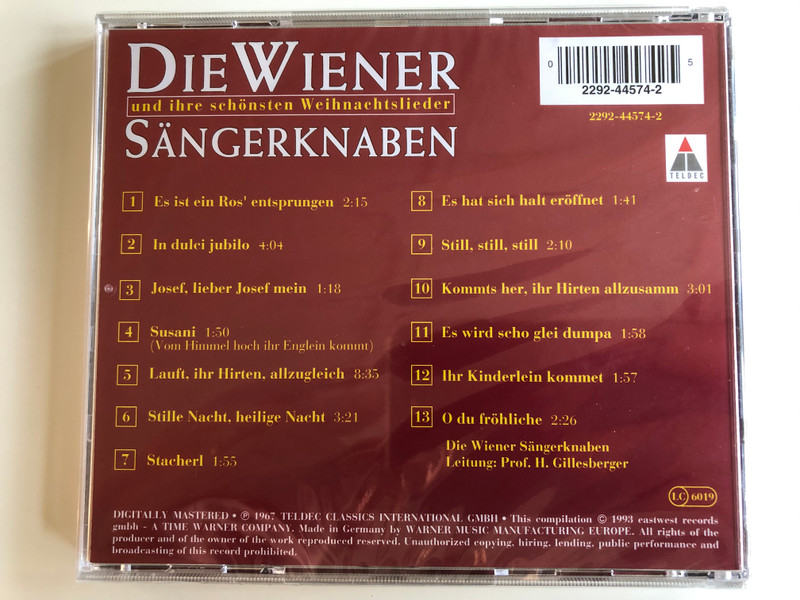 DIE WIENER
und ihre schönsten Weihnachtslieder
SÄNGERKNABEN
0 5
2292-44574-2
2292-44574-2
TELDEC
1 Es ist ein Ros' entsprungen 2:15
2 In dulci jubilo 4:04
3 Josef, lieber Josef mein 1:18
4 Susani 1:50
(Vom Himmel hoch ihr Englein kommt)
5 Lauft, ihr Hirten, allzugleich 8:35
6 Stille Nacht, heilige Nacht 3:21
7 Stacherl 1:55
8 Es hat sich halt eröffnet 1:41
9 Still, still, still 2:10
10 Kommts her, ihr Hirten allzusamm 3:01
11 Es wird scho glei dumpa 1:58
12 Ihr Kinderlein kommet 1:57
13 O du fröhliche 2:26
Die Wiener Sängerknaben
Leitung: Prof. H. Gillesberger
LC 6019
DIGITALLY MASTERED • ℗ 1967 TELDEC CLASSICS INTERNATIONAL GMBH • This compilation © 1993 eastwest records
gmbh - A TIME WARNER COMPANY. Made in Germany by WARNER MUSIC MANUFACTURING EUROPE. All rights of the
producer and of the owner of the work reproduced reserved. Unauthorized copying, hiring, lending, public performance and
broadcasting of this record prohibited.